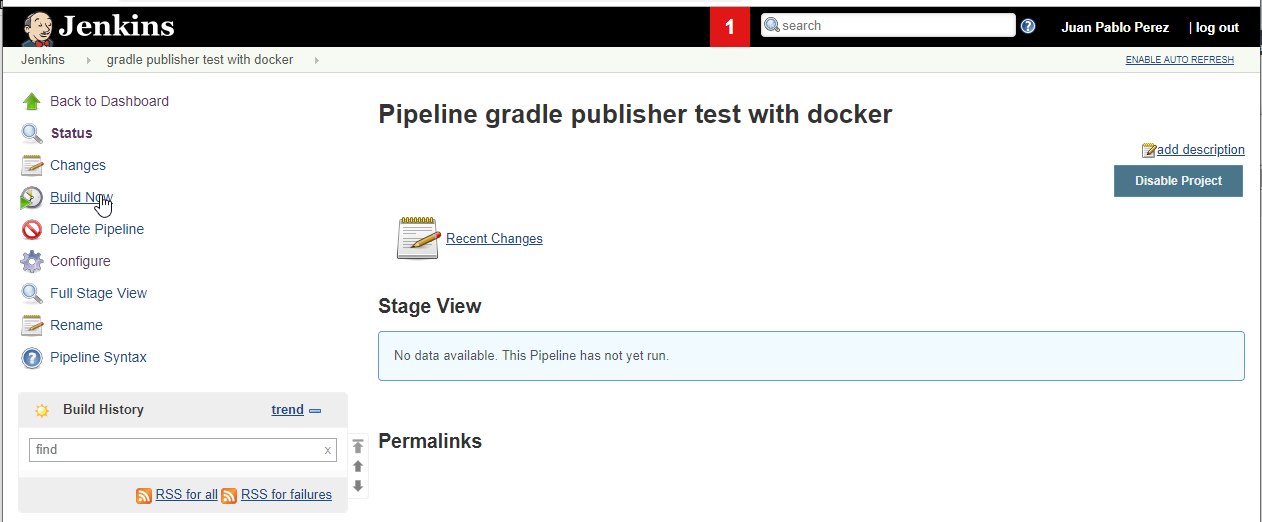 Jenkins
1
search
?
Juan Pablo Perez
| log out
Jenkins
gradle publisher test with docker
ENABLE AUTO REFRESH
Back to Dashboard
Status
Changes
Build Now
Delete Pipeline
Configure
Full Stage View
Rename
?
Pipeline Syntax
Build History
trend
find
x
RSS for all
RSS for failures
Pipeline gradle publisher test with docker
add description
Disable Project
Recent Changes
Stage View
No data available. This Pipeline has not yet run.
Permalinks